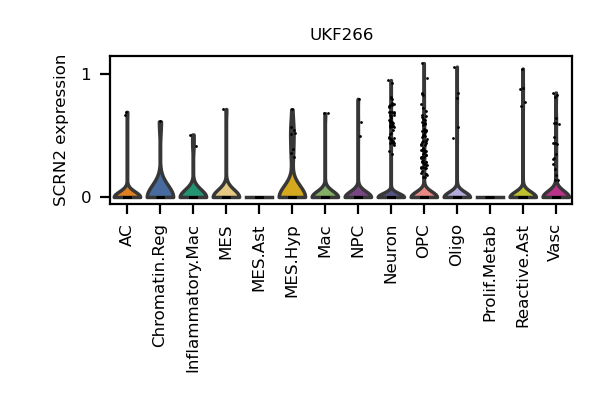 UKF266
SCRN2 expression
1
0
AC
Chromatin.Reg
Inflammatory.Mac
MES
MES.Ast
MES.Hyp
Mac
NPC
Neuron
OPC
Oligo
Prolif.Metab
Reactive.Ast
Vasc